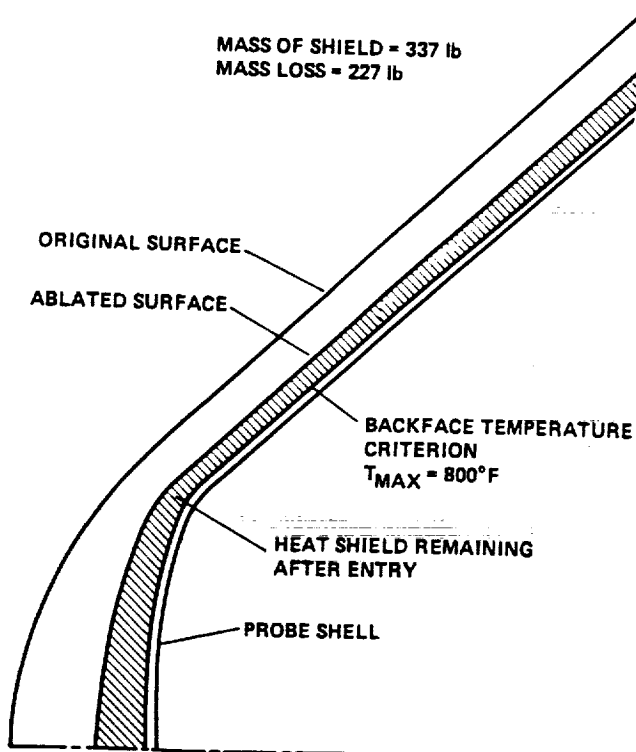 MASS OF SHIELD = 337 lb
MASS LOSS = 227 lb
ORIGINAL SURFACE
ABLATED SURFACE
BACKFACE TEMPERATURE
CRITERION
TMAX = 800°F
HEAT SHIELD REMAINING
AFTER ENTRY
PROBE SHELL